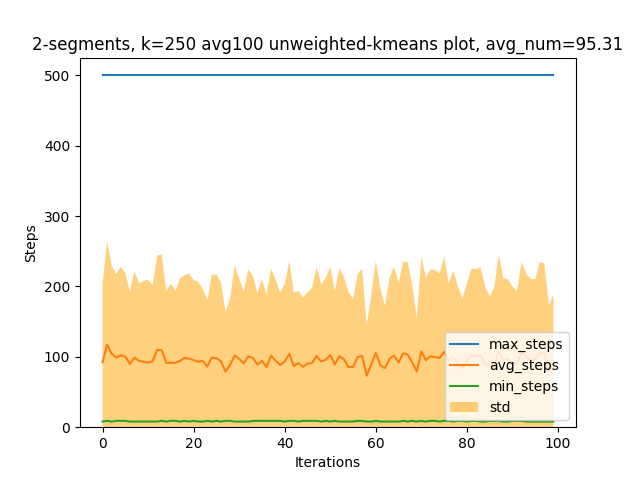 2-segments, k=250 avg100 unweighted-kmeans plot, avg_num=95.31
500
400
300
200
100
0
Steps
0 20 40 60 80 100
Iterations
max_steps
avg_steps
min_steps
std